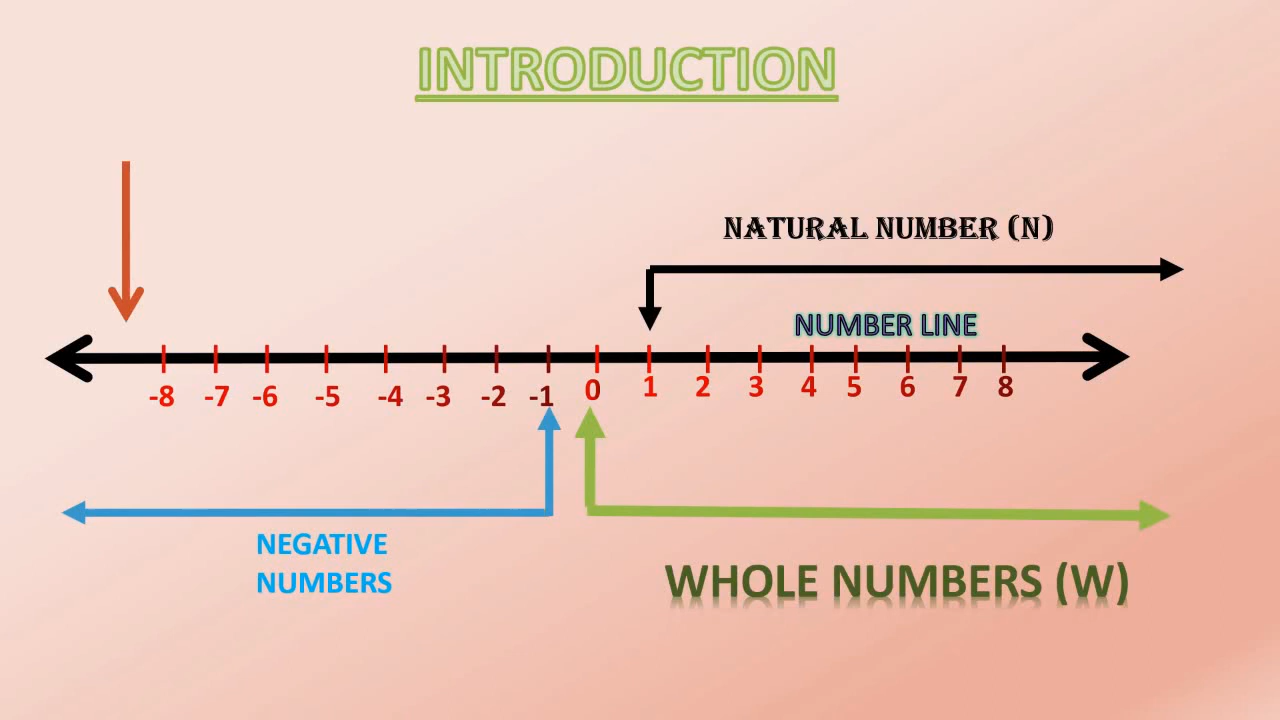 INTRODUCTION
NATURAL NUMBER (N)
NUMBER LINE
-8 -7 -6 -5 -4 -3 -2 -1 0 1 2 3 4 5 6 7 8
NEGATIVE
NUMBERS
WHOLE NUMBERS (W)